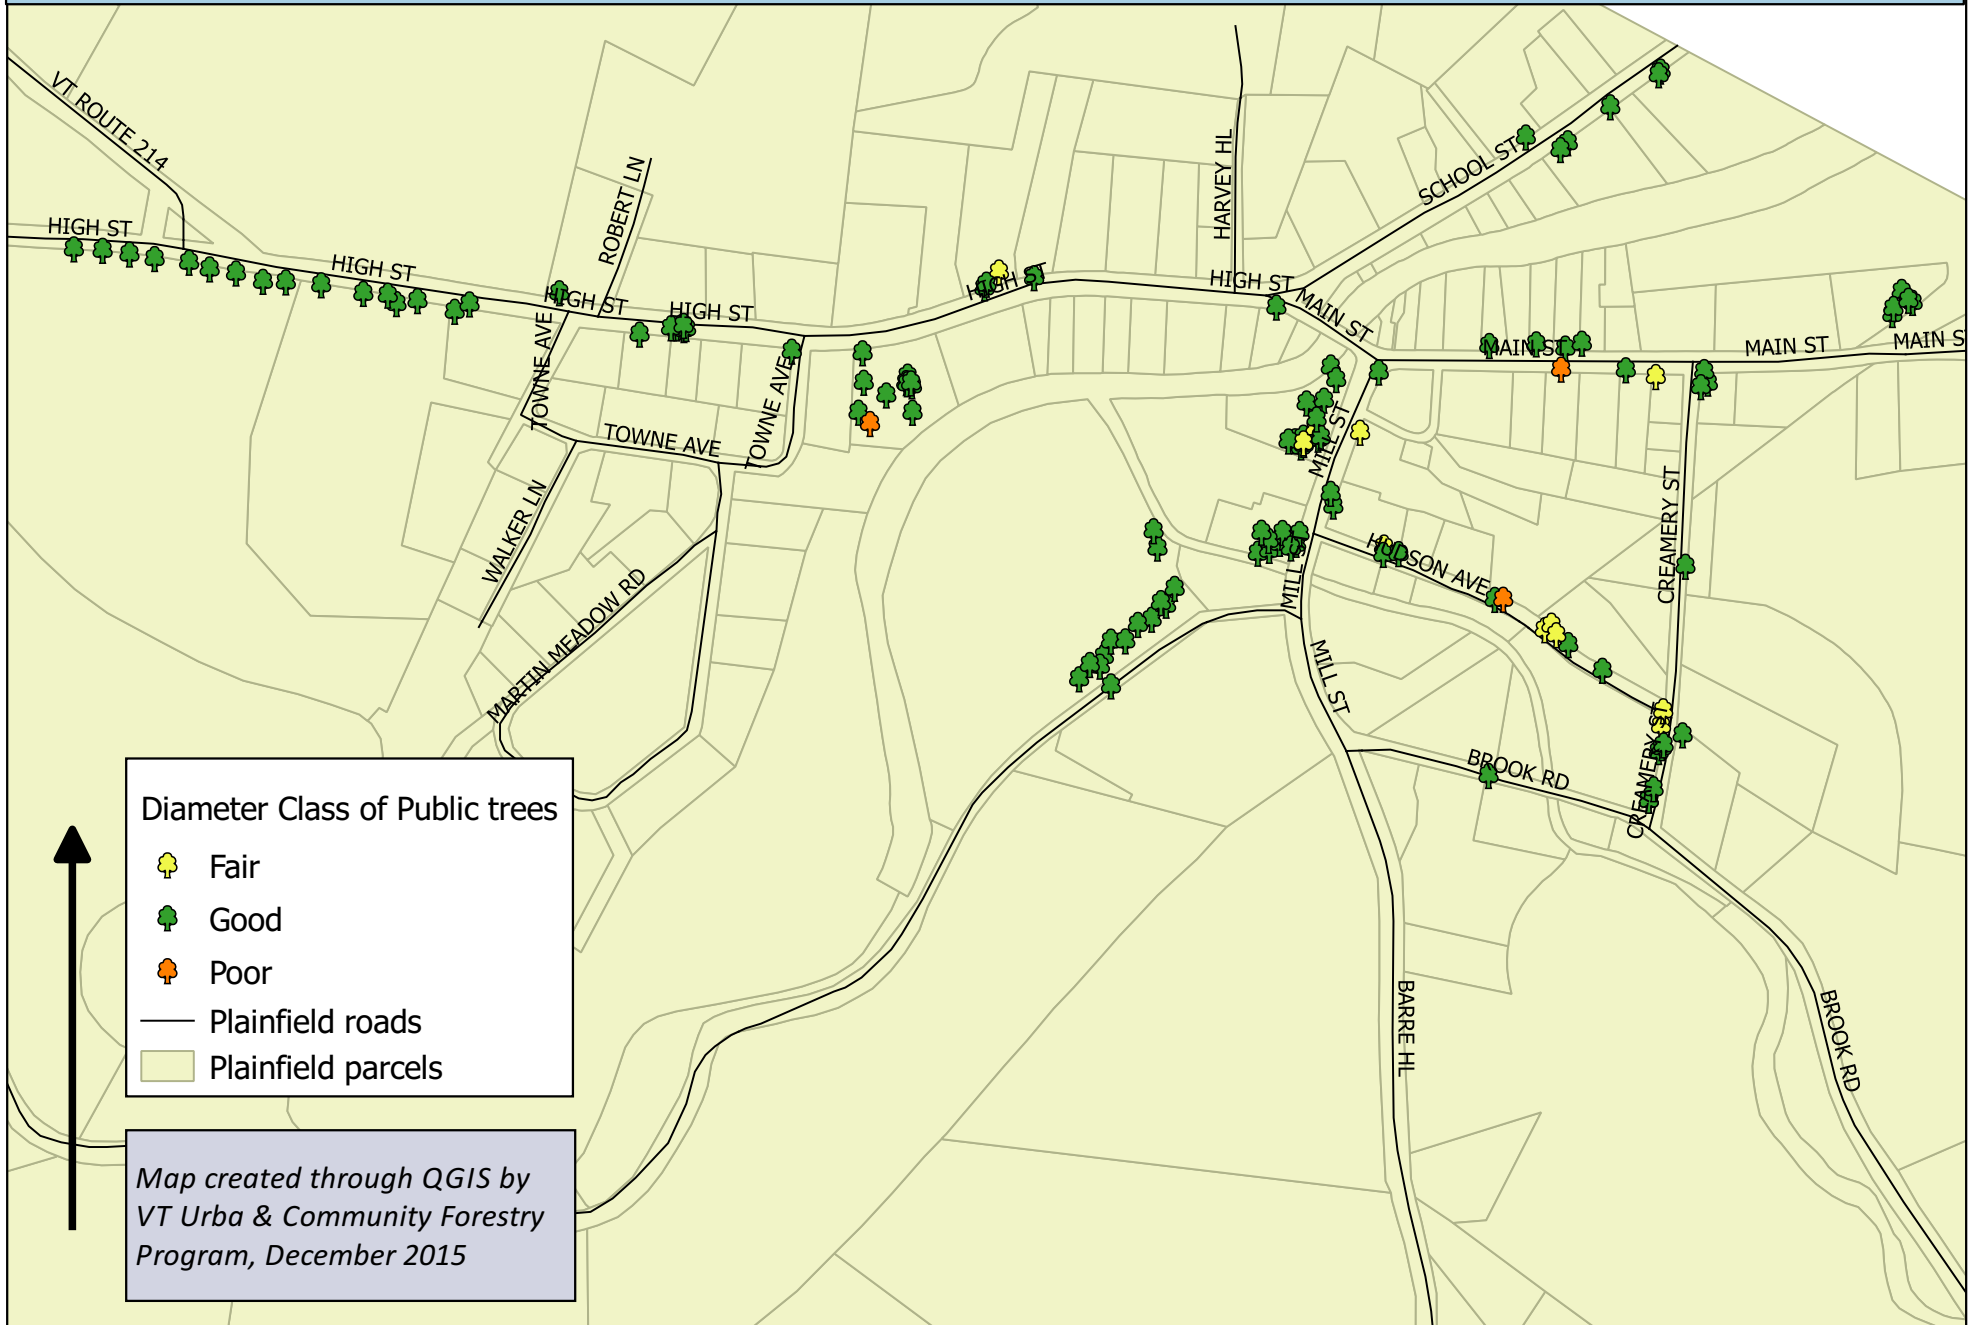 VT ROUTE 214
HIGH ST
HIGH ST
ROBERT LN
HIGH ST
HIGH ST
TOWNE AVE
TOWNE AVE
TOWNE AVE
WALKER LN
MARTIN MEADOW RD
HIGH ST
HARVEY HL
HIGH ST
SCHOOL ST
MAIN ST
MAIN ST
MAIN ST
MAIN S
MILL ST
MILL S
HUDSON AVE
CREAMERY ST
MILL ST
BROOK RD
CREAMERY ST
BARRE HL
BROOK RD
Diameter Class of Public trees
Fair
Good
Poor
Plainfield roads
Plainfield parcels
Map created through QGIS by
VT Urba & Community Forestry
Program, December 2015